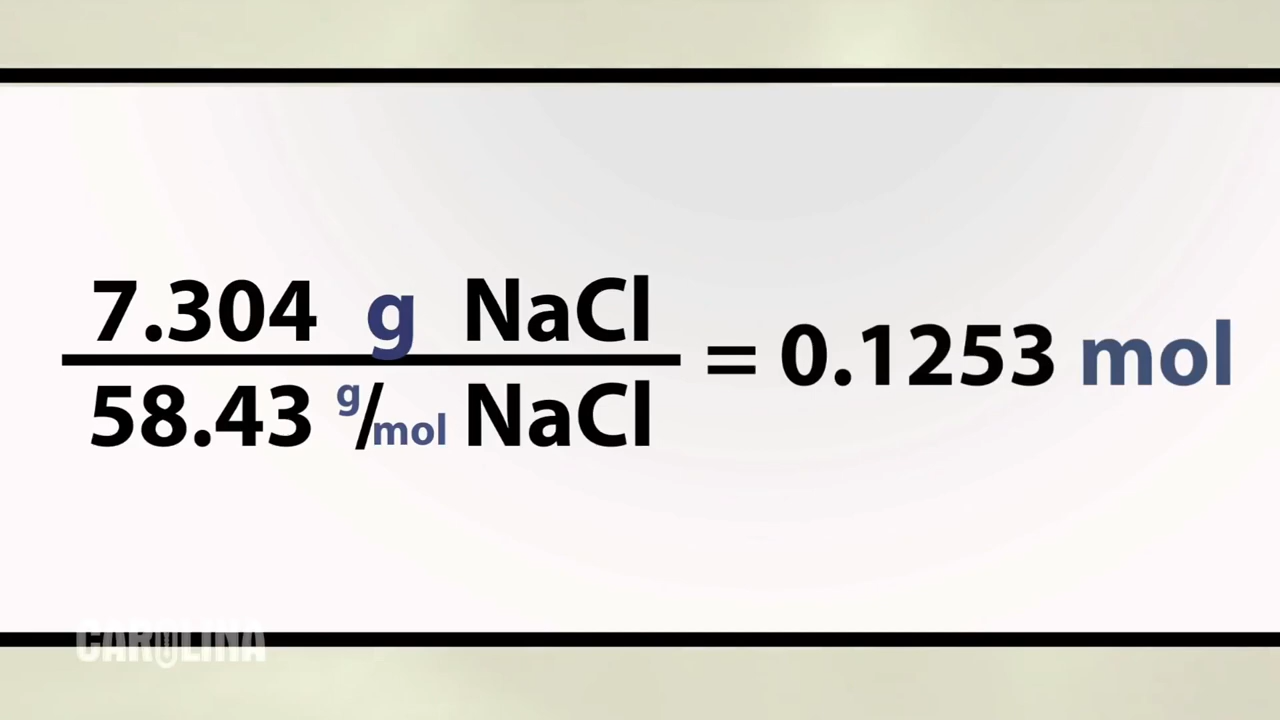 7.304 g NaCl
58.43 g/mol NaCl
= 0.1253 mol
CAROLINA